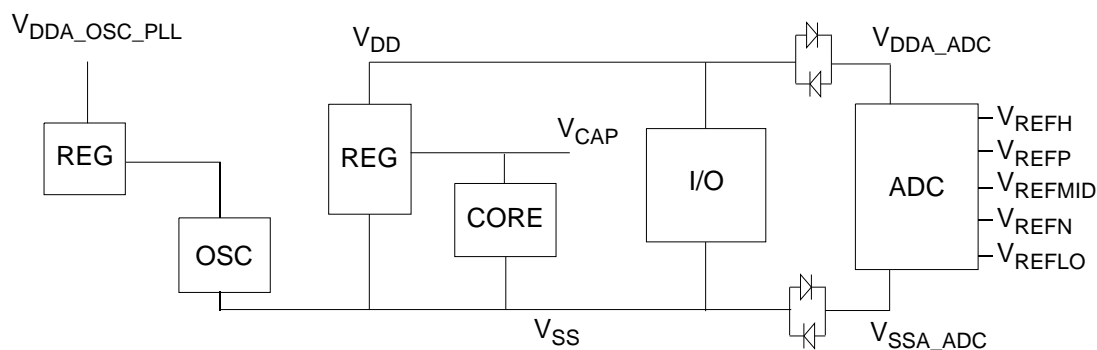 VDDA_OSC_PLL
VDD
VDDA_ADC
REG
REG
VCAP
I/O
ADC
VREFH
VREFP
VREFMID
VREFN
VREFLO
CORE
OSC
VSS
VSSA_ADC